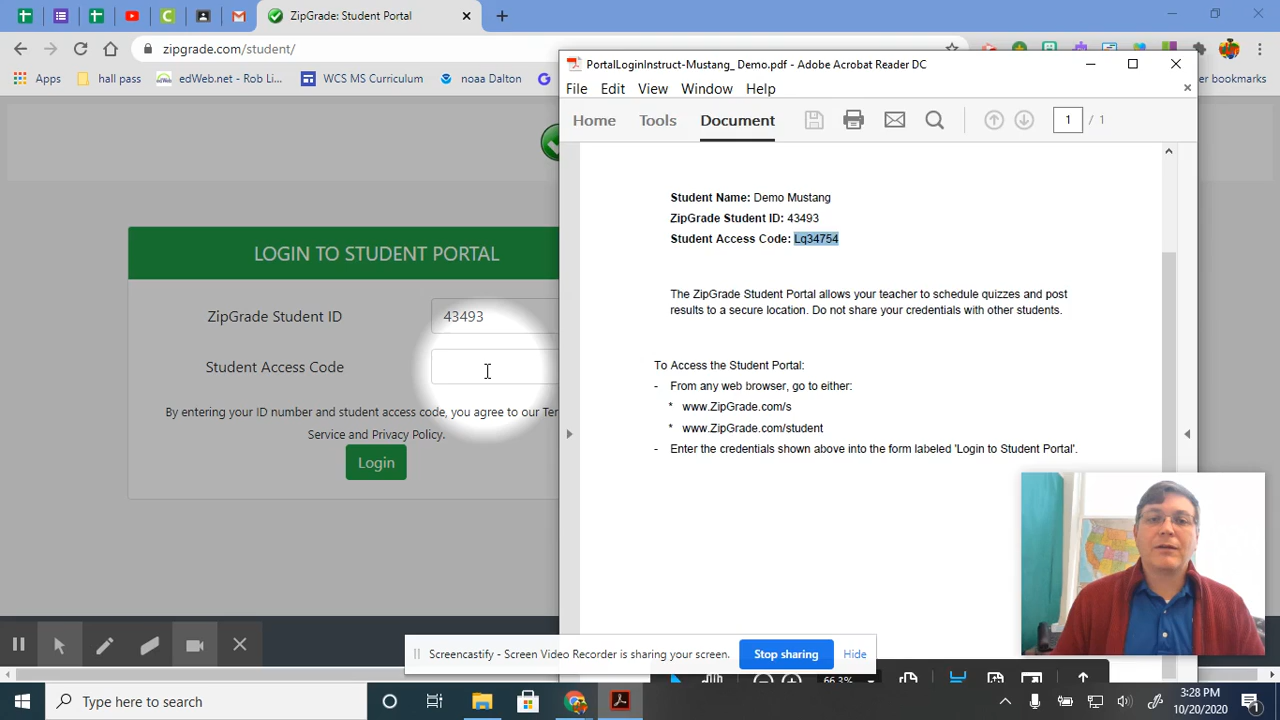 ZipGrade: Student Portal
zipgrade.com/student/
Apps
hall pass
edWeb.net - Rob Li...
WCS MS Curriculum
noaa Dalton
er bookmarks
LOGIN TO STUDENT PORTAL
ZipGrade Student ID
43493
Student Access Code
By entering your ID number and student access code, you agree to our Ter
Service and Privacy Policy.
Login
PortalLoginInstruct-Mustang_ Demo.pdf - Adobe Acrobat Reader DC
File Edit View Window Help
Home Tools Document
1 / 1
Student Name: Demo Mustang
ZipGrade Student ID: 43493
Student Access Code: Lq34754
The ZipGrade Student Portal allows your teacher to schedule quizzes and post
results to a secure location. Do not share your credentials with other students.
To Access the Student Portal:
- From any web browser, go to either:
* www.ZipGrade.com/s
* www.ZipGrade.com/student
- Enter the credentials shown above into the form labeled 'Login to Student Portal'.
Screencastify - Screen Video Recorder is sharing your screen.
Stop sharing
Hide
66.3%
Type here to search
3:28 PM
10/20/2020
1